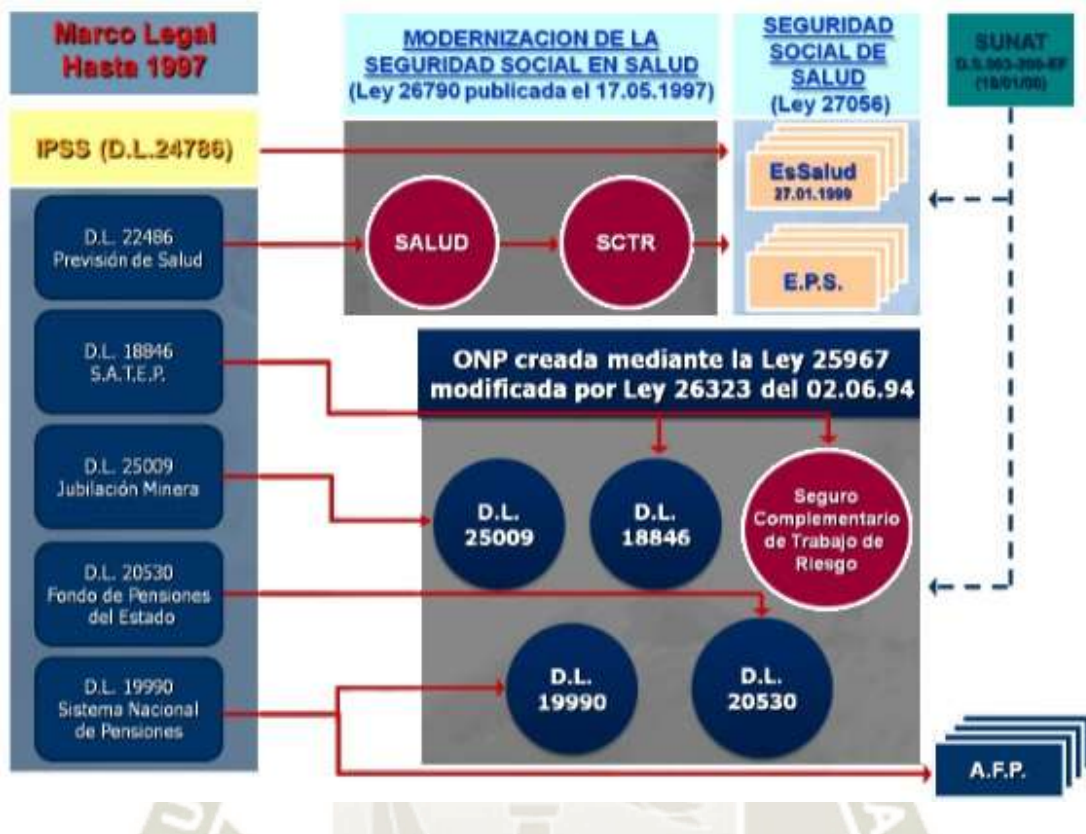 Marco Legal
Hasta 1997
MODERNIZACION DE LA
SEGURIDAD SOCIAL EN SALUD
(Ley 26790 publicada el 17.05.1997)
SEGURIDAD
SOCIAL DE
SALUD
(Ley 27056)
SUNAT
IPSS (D.L.24786)
EsSalud
27.01.1999
D.L. 22486
Previsión de Salud
SALUD
SCTR
E.P.S.
D.L. 18846
S.A.T.E.P.
ONP creada mediante la Ley 25967
modificada por Ley 26323 del 02.06.94
D.L. 25009
Jubilación Minera
D.L.
25009
D.L.
18846
Seguro
Complementario
de Trabajo de
Riesgo
D.L. 20530
Fondo de Pensiones
del Estado
D.L.
19990
D.L.
20530
D.L. 19990
Sistema Nacional
de Pensiones
A.F.P.